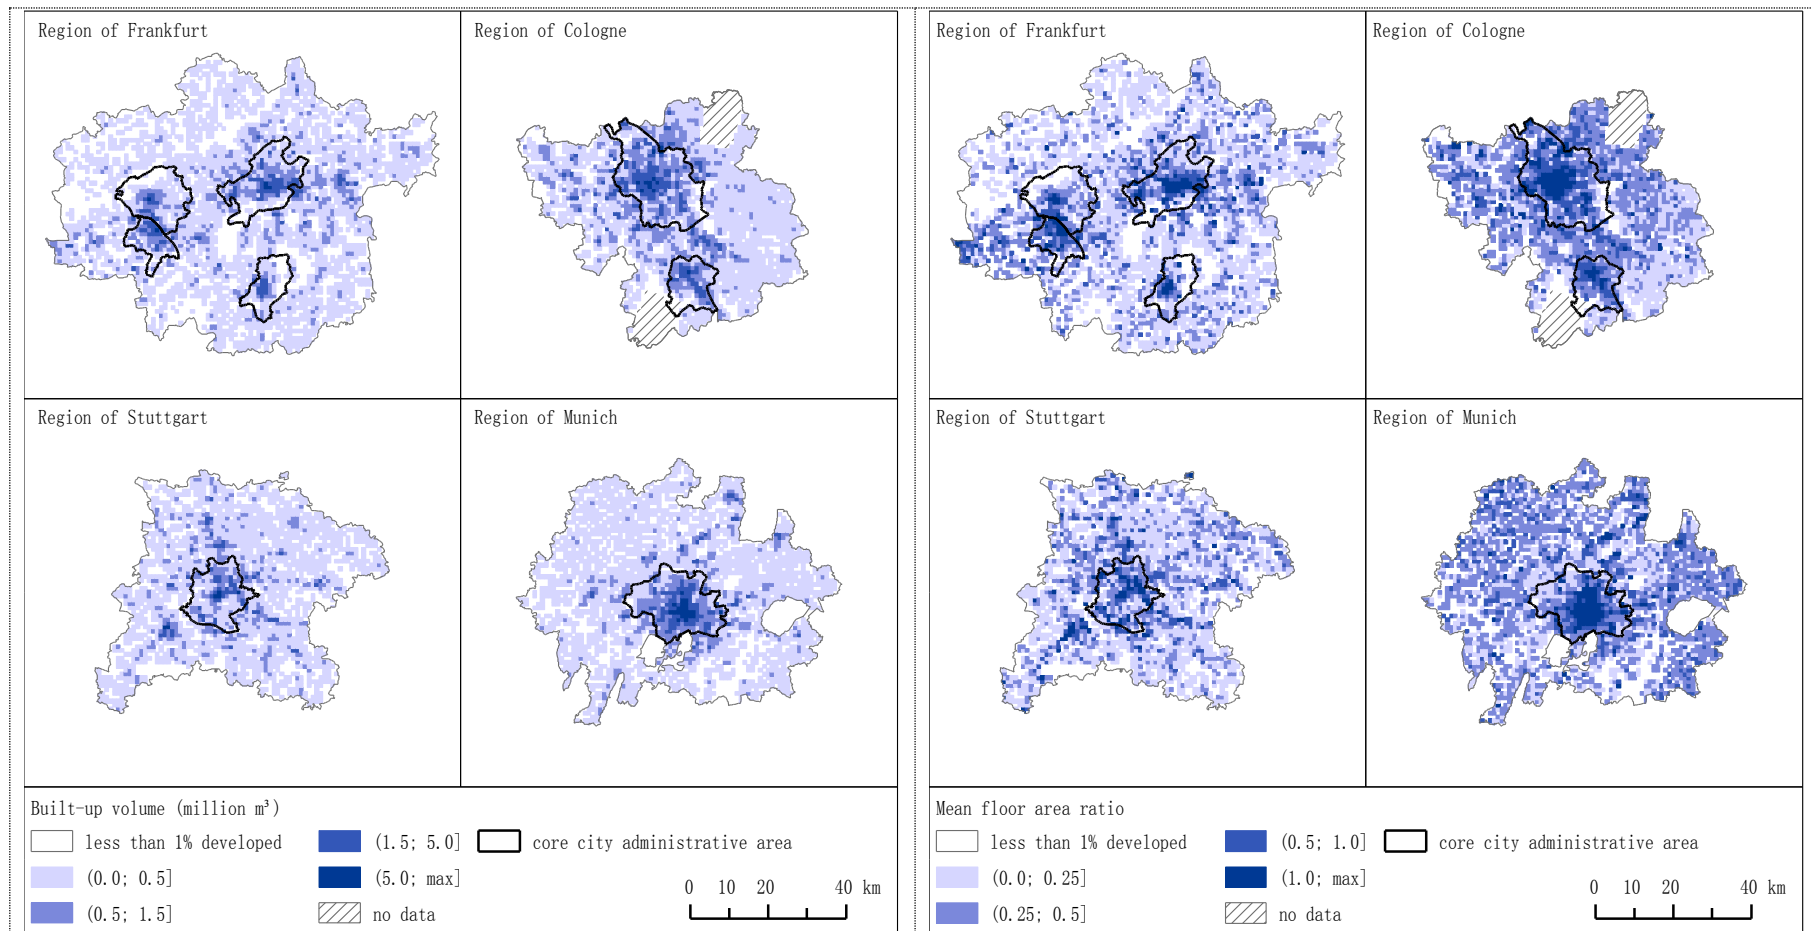 Region of Frankfurt
Region of Cologne
Region of Stuttgart
Region of Munich
Built-up volume (million m³)
less than 1% developed
(0.0; 0.5]
(0.5; 1.5]
(1.5; 5.0]
(5.0; max]
no data
core city administrative area
0 10 20 40 km
Region of Frankfurt
Region of Cologne
Region of Stuttgart
Region of Munich
Mean floor area ratio
less than 1% developed
(0.0; 0.25]
(0.25; 0.5]
(0.5; 1.0]
(1.0; max]
no data
core city administrative area
0 10 20 40 km